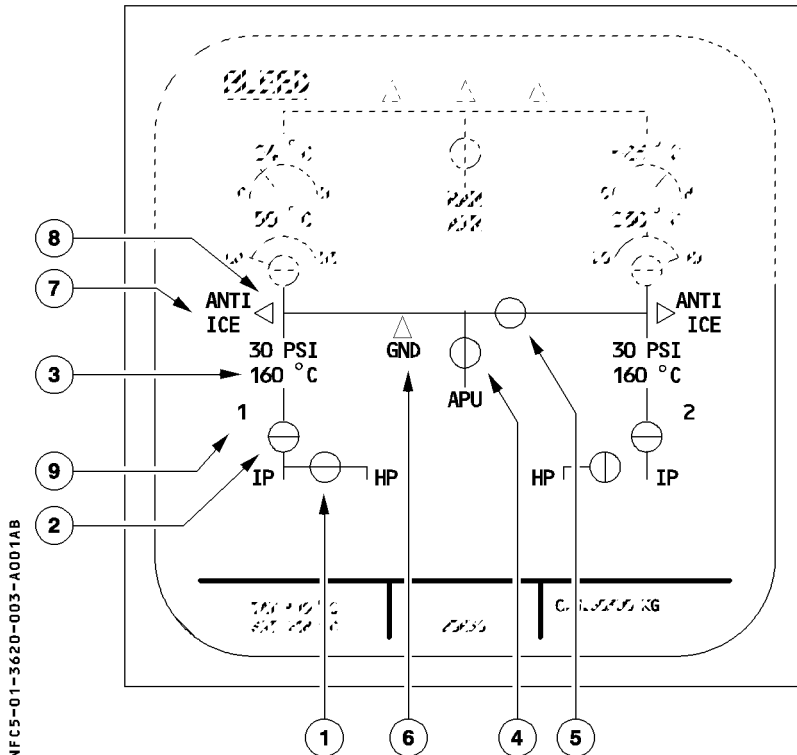 BLEED
8
7
ANTI
ICE
ANTI
ICE
GND
3
30 PSI
160 °C
30 PSI
160 °C
APU
1
2
9
IP
HP
HP
IP
2
1
6
4
5
NFC5-01-3620-003-A001AB